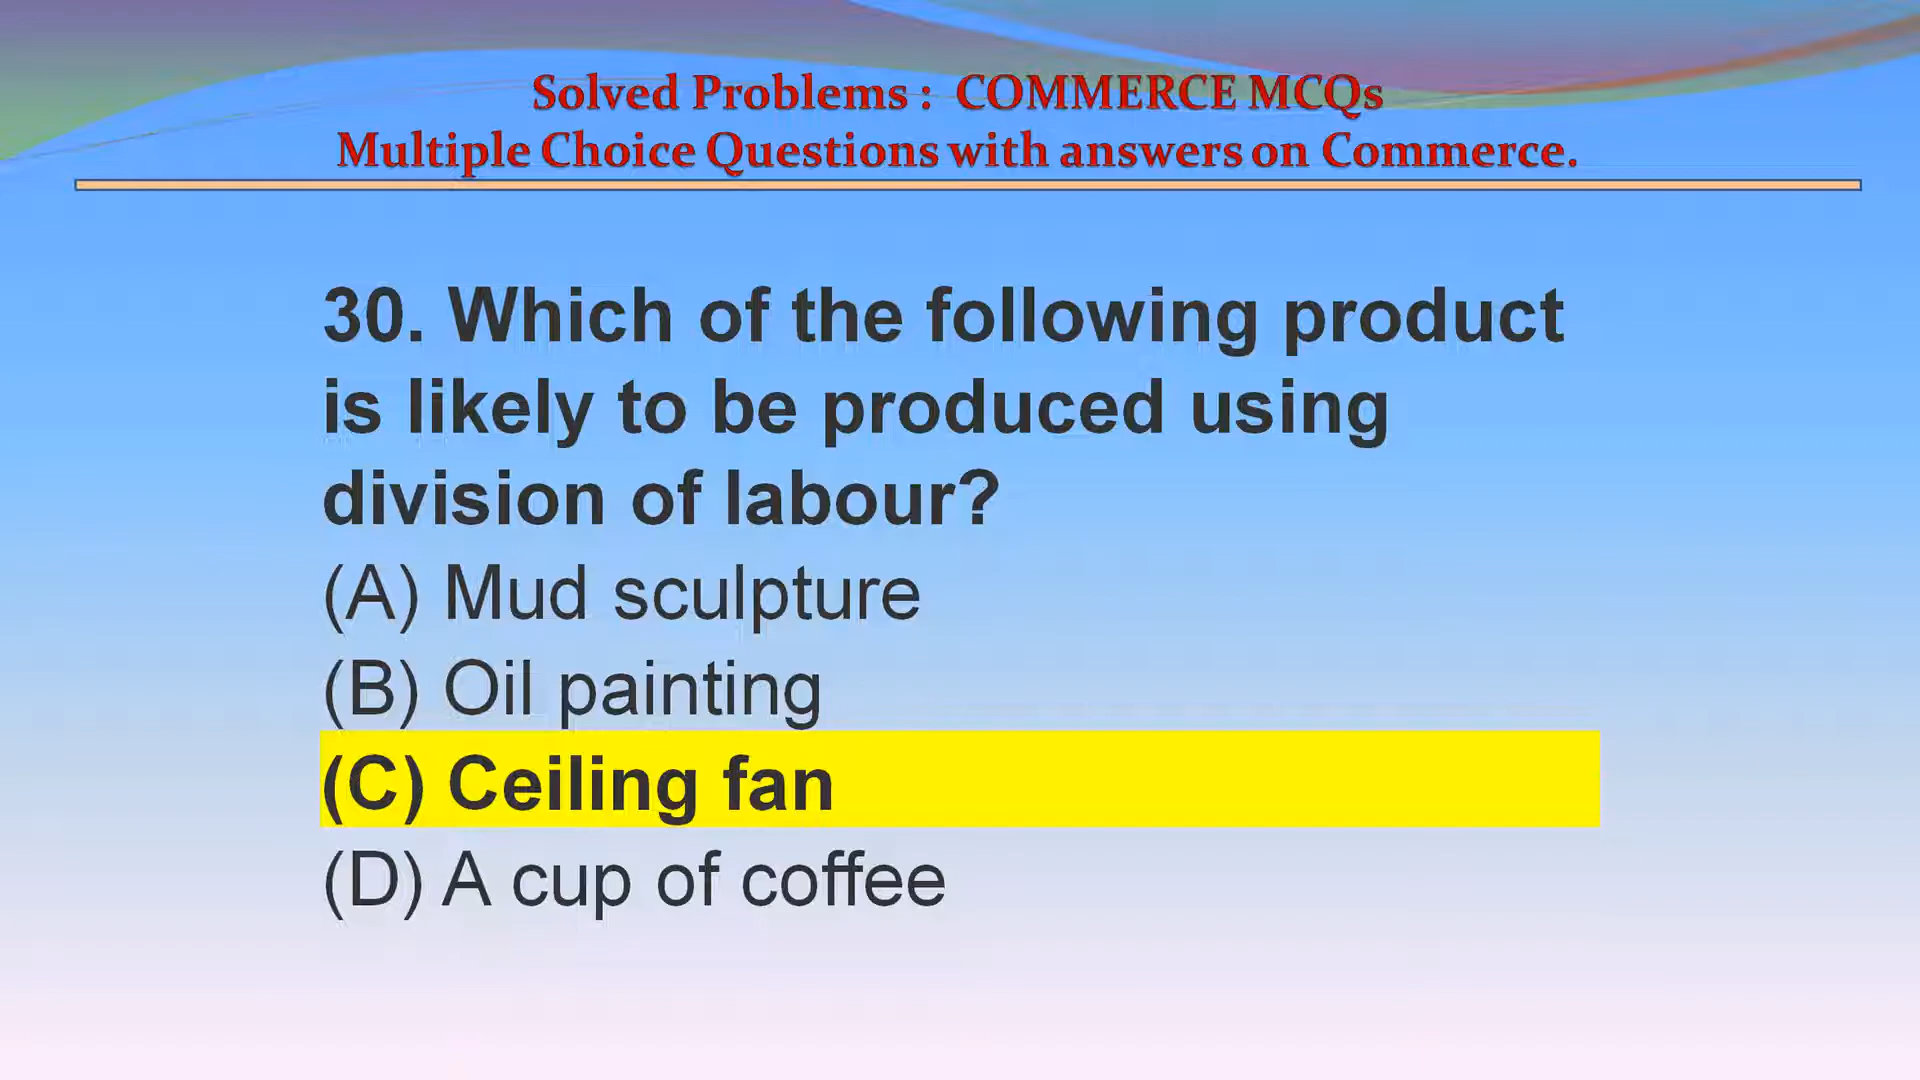 Solved Problems : COMMERCE MCQs
Multiple Choice Questions with answers on Commerce.
30. Which of the following product
is likely to be produced using
division of labour?
(A) Mud sculpture
(B) Oil painting
(C) Ceiling fan
(D) A cup of coffee